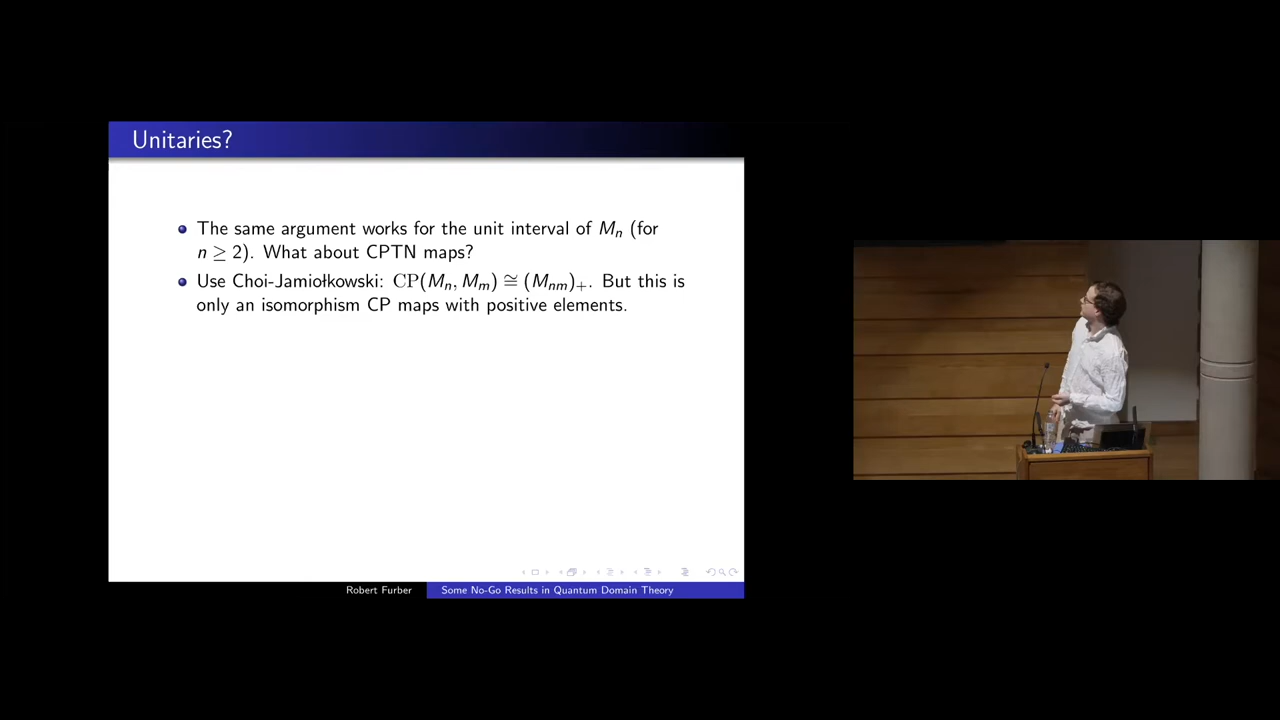 Unitaries?
The same argument works for the unit interval of Mₙ (for
n ≥ 2). What about CPTN maps?
Use Choi-Jamiołkowski: CP(Mₙ, Mₘ) ≅ (Mₙₘ)₊. But this is
only an isomorphism CP maps with positive elements.
Robert Furber
Some No-Go Results in Quantum Domain Theory